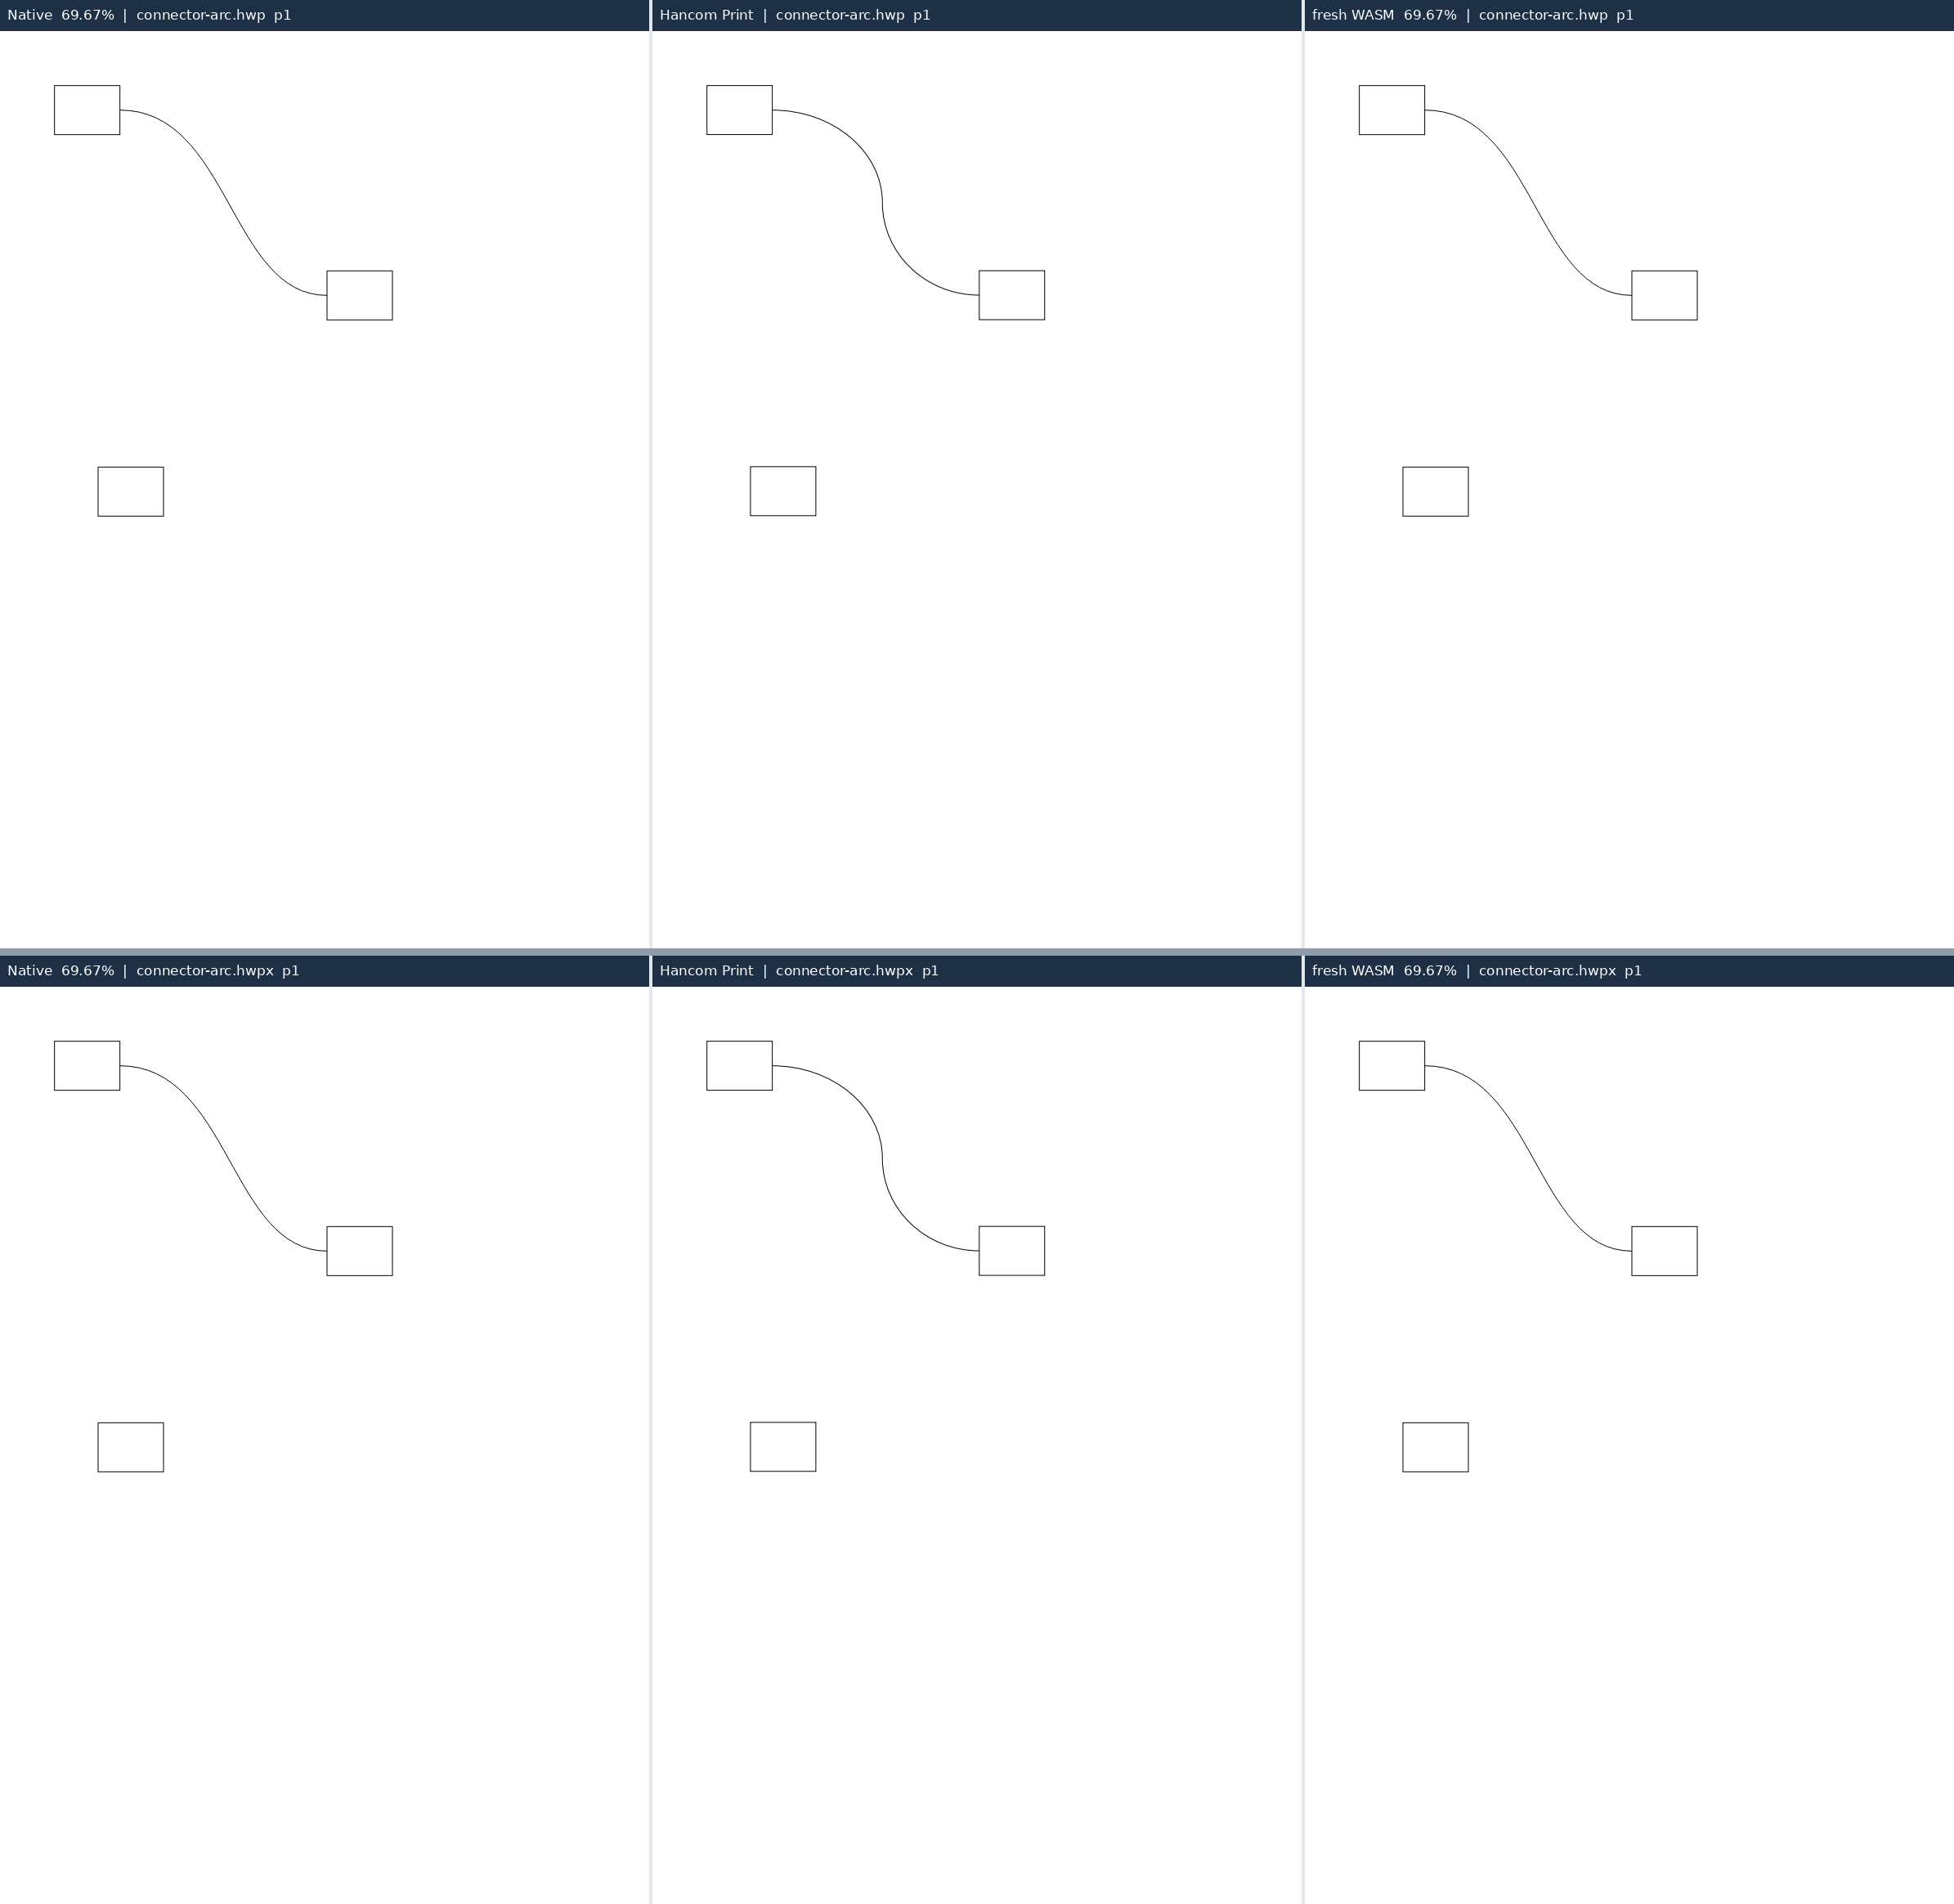 Native  69.67%  |  connector-arc.hwp  p1
Hancom Print  |  connector-arc.hwp  p1
fresh WASM  69.67%  |  connector-arc.hwp  p1
Native  69.67%  |  connector-arc.hwpx  p1
Hancom Print  |  connector-arc.hwpx  p1
fresh WASM  69.67%  |  connector-arc.hwpx  p1